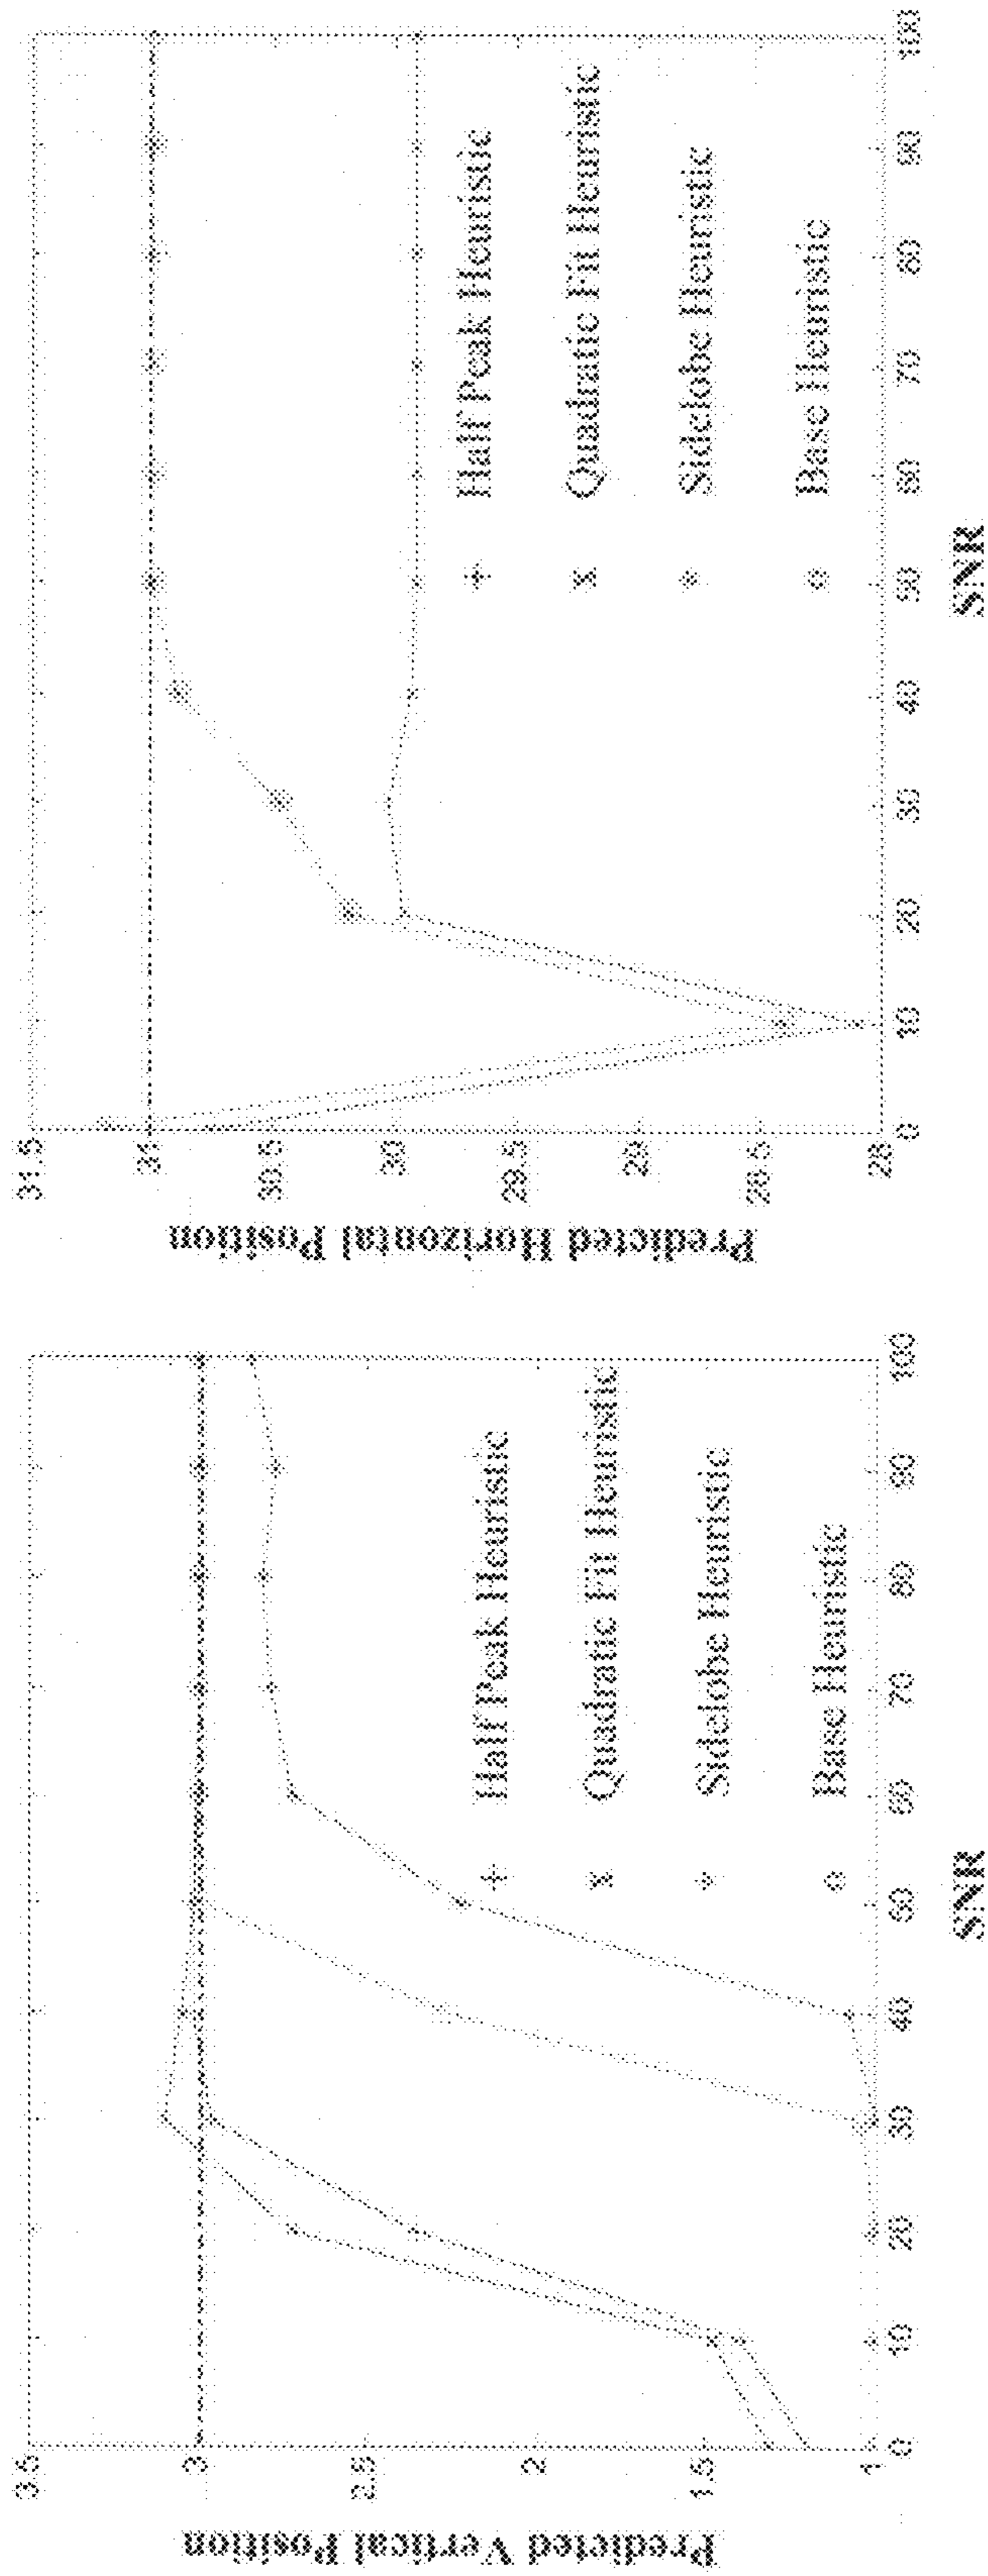 Predicted Vertical Position
3.5
3
2.5
2
1.5
1
0 10 20 30 40 50 60 70 80 90 100
SNR
Half Peak Heuristic
Quadratic Fit Heuristic
Sidelobe Heuristic
Base Heuristic
Predicted Horizontal Position
31.5
31
30.5
30
29.5
29
28.5
28
0 10 20 30 40 50 60 70 80 90 100
SNR
Half Peak Heuristic
Quadratic Fit Heuristic
Sidelobe Heuristic
Base Heuristic